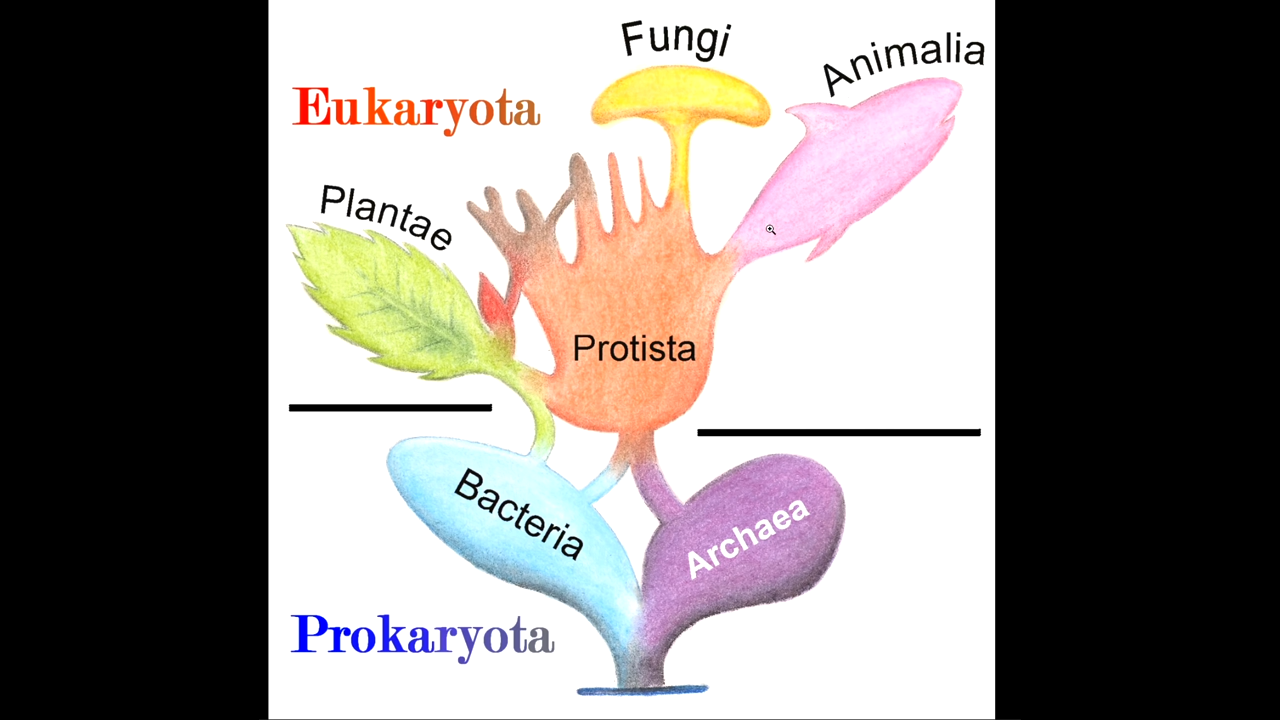 Fungi
Animalia
Eukaryota
Plantae
Protista
Bacteria
Archaea
Prokaryota